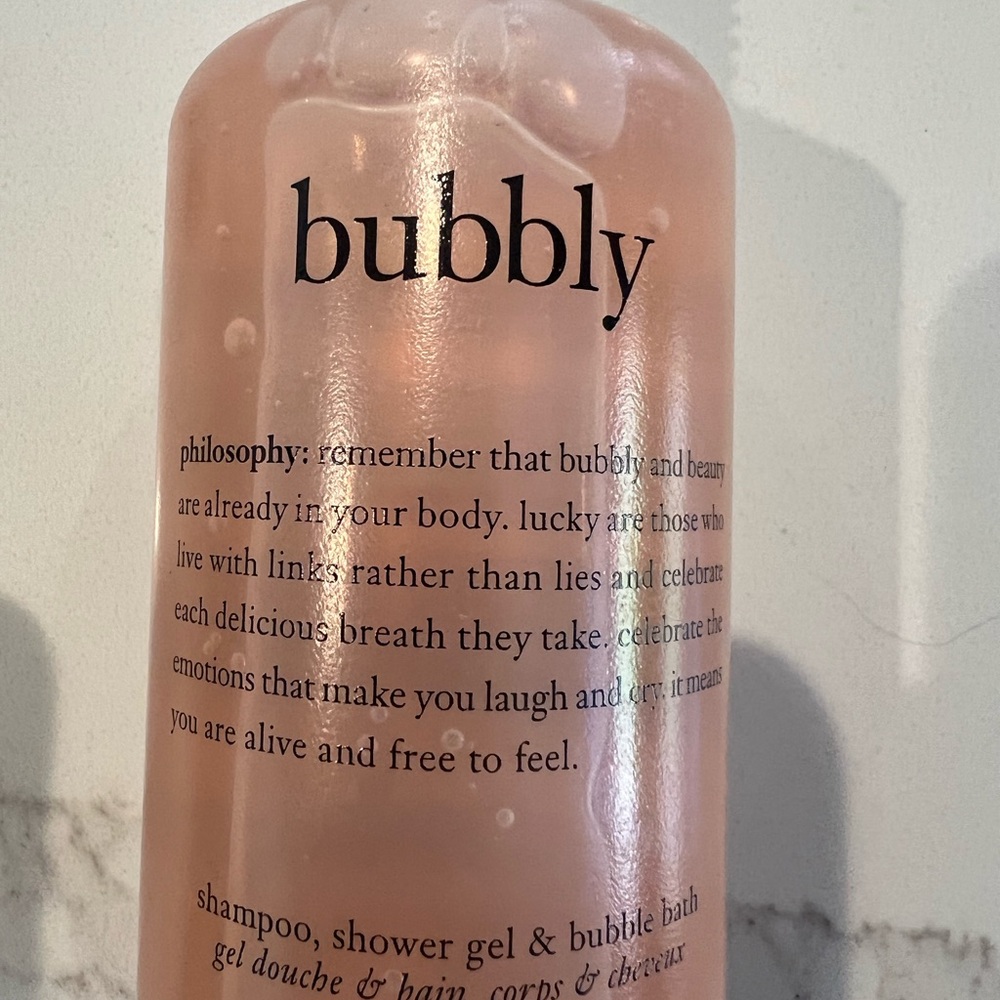 bubbly
philosophy: remember that bubbly and beauty
are already in your body. lucky are those who
live with links rather than lies and celebrate
each delicious breath they take. celebrate the
emotions that make you laugh and cry. it means
you are alive and free to feel.
shampoo, shower gel & bubble bath
gel douche & bain, corps & cheveux